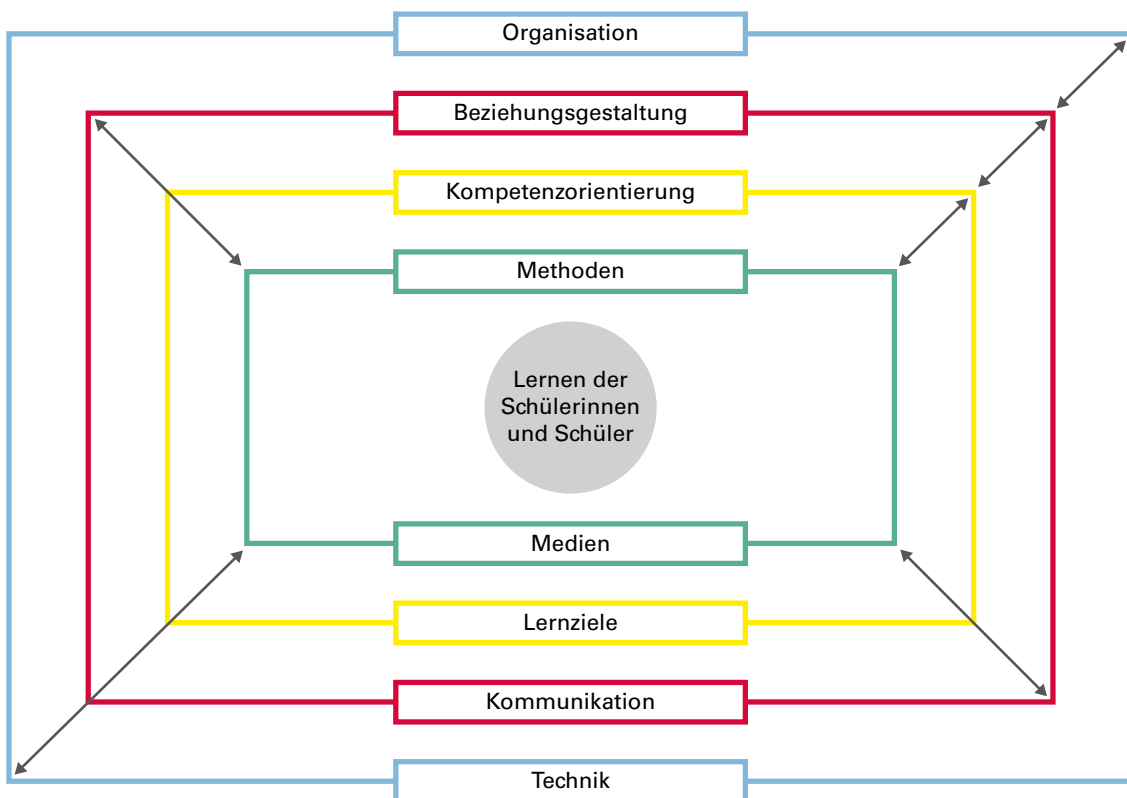 Organisation
Beziehungsgestaltung
Kompetenzorientierung
Methoden
Lernen der
Schülerinnen
und Schüler
Medien
Lernziele
Kommunikation
Technik